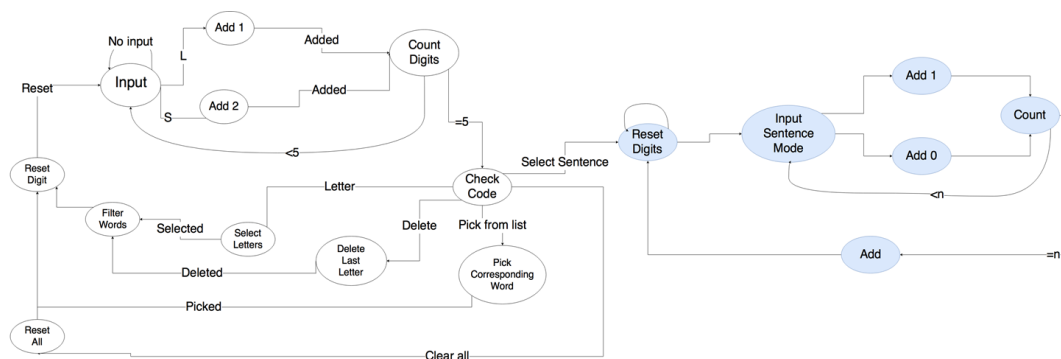 Add 1
No input
Added
Count
Digits
L
Input
Reset
Added
Add 2
S
=5
<5
Reset
Digit
Select Sentence
Check
Code
Letter
Filter
Words
Selected
Select
Letters
Delete
Pick from list
Delete
Last
Letter
Deleted
Pick
Corresponding
Word
Picked
Reset
All
Clear all
Reset
Digits
Input
Sentence
Mode
Add 1
Count
Add 0
<n
Add
=n